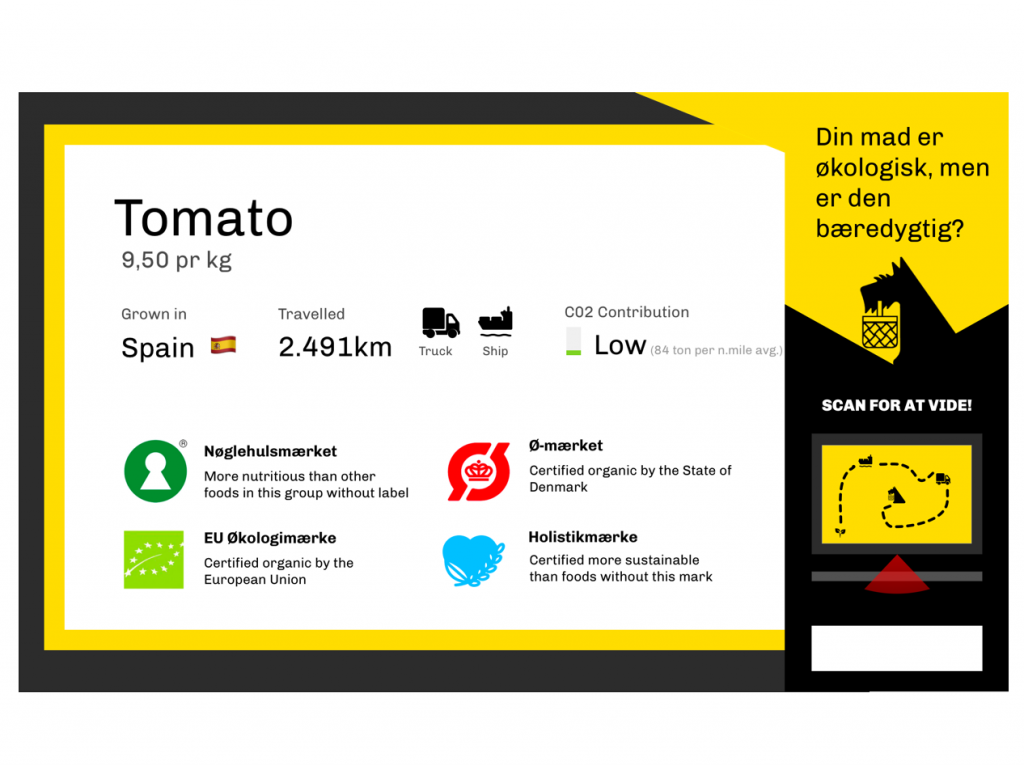 Din mad er
økologisk, men
er den
bæredygtig?
Tomato
9,50 pr kg
Grown in
Spain
Travelled
2.491km
Truck
Ship
C02 Contribution
Low (84 ton per n.mile avg.)
SCAN FOR AT VIDE!
®
Nøglehulsmærket
More nutritious than other
foods in this group without label
Ø-mærket
Certified organic by the State of
Denmark
EU Økologimærke
Certified organic by the
European Union
Holistikmærke
Certified more sustainable
than foods without this mark